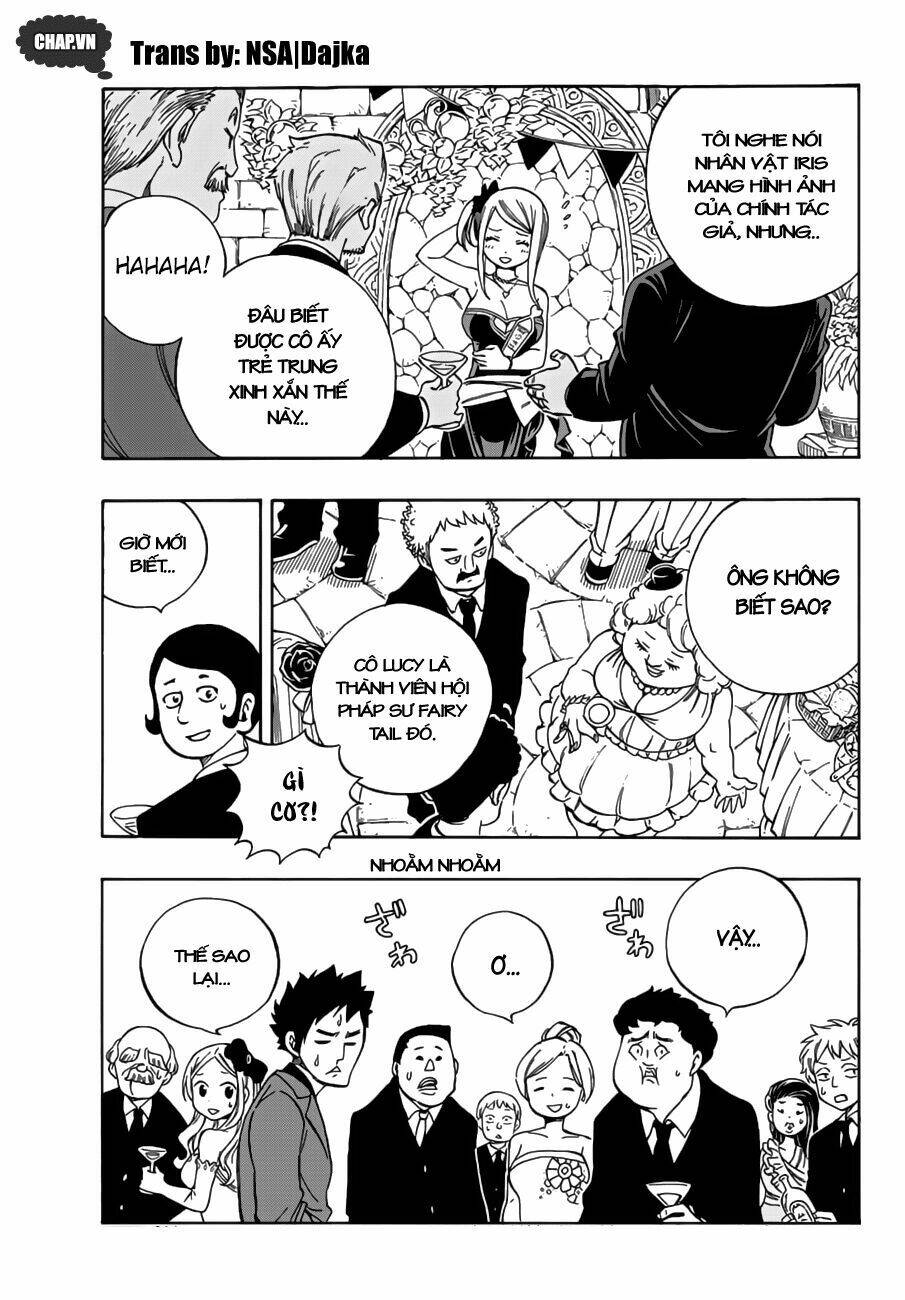 CHAP.VN
Trans by: NSA|Dajka
TÔI NGHE NÓI
NHÂN VẬT IRIS
MANG HÌNH ẢNH
CỦA CHÍNH TÁC
GIẢ, NHƯNG...
HAHAHA!
ĐÂU BIẾT
ĐƯỢC CÔ ẤY
TRẺ TRUNG
XINH XẮN THẾ
NÀY...
GIỜ MỚI
BIẾT...
ÔNG KHÔNG
BIẾT SAO?
CÔ LUCY LÀ
THÀNH VIÊN HỘI
PHÁP SƯ FAIRY
TAIL ĐÓ.
GÌ
CƠ?!
NHOẰM NHOẰM
THẾ SAO
LẠI...
ざわ
Ơ...
ざわ
VẬY...